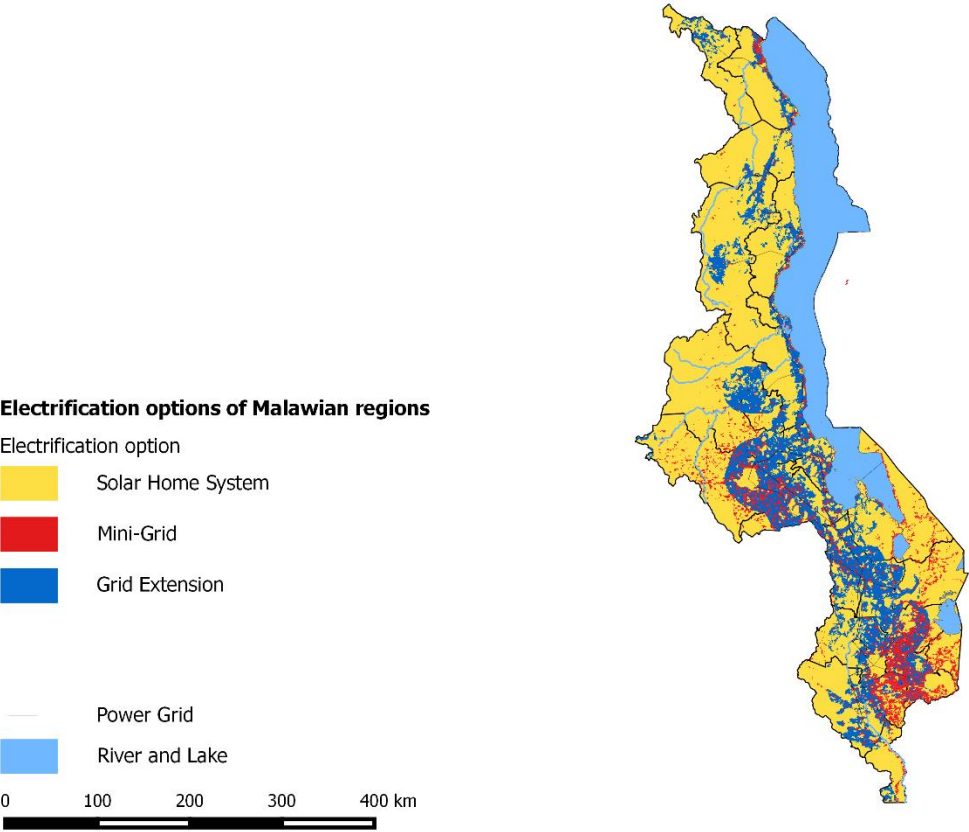 Electrification options of Malawian regions
Electrification option
Solar Home System
Mini-Grid
Grid Extension
Power Grid
River and Lake
0 100 200 300 400 km